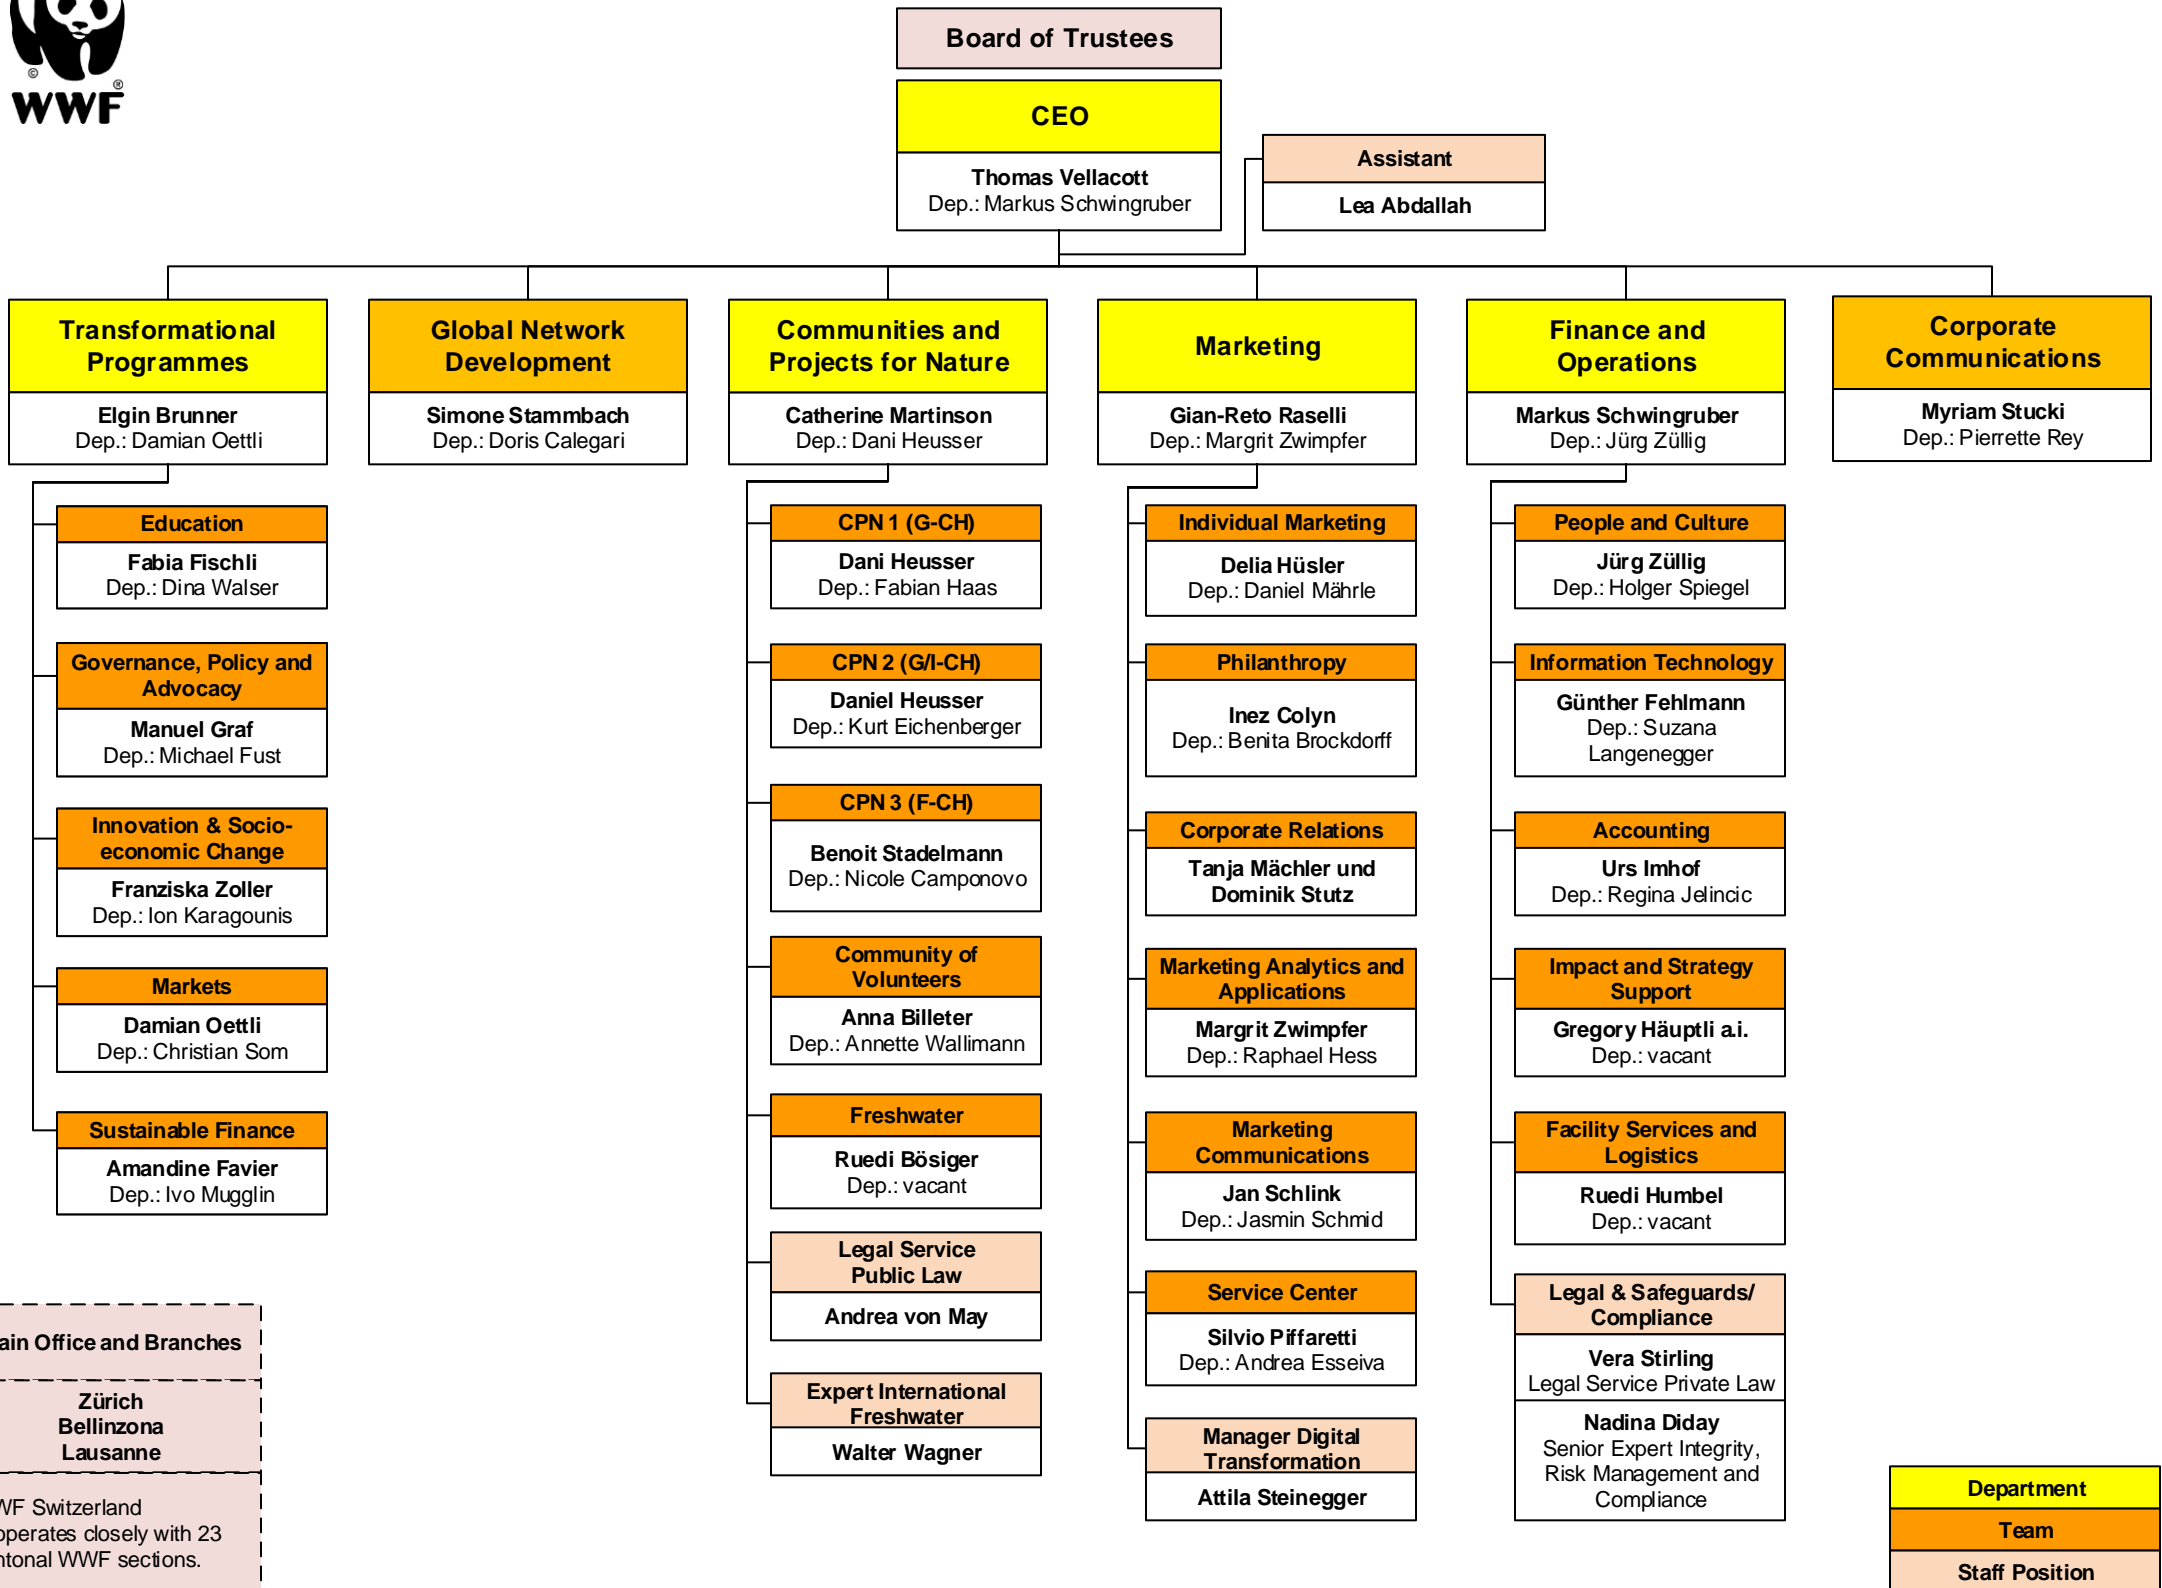 ©
®
WWF
Board of Trustees
CEO
Thomas Vellacott
Dep.: Markus Schwingruber
Assistant
Lea Abdallah
Transformational
Programmes
Elgin Brunner
Dep.: Damian Oettli
Global Network
Development
Simone Stammbach
Dep.: Doris Calegari
Communities and
Projects for Nature
Catherine Martinson
Dep.: Dani Heusser
Marketing
Gian-Reto Raselli
Dep.: Margrit Zwimpfer
Finance and
Operations
Markus Schwingruber
Dep.: Jürg Züllig
Corporate
Communications
Myriam Stucki
Dep.: Pierrette Rey
Education
Fabia Fischli
Dep.: Dina Walser
Governance, Policy and
Advocacy
Manuel Graf
Dep.: Michael Fust
Innovation & Socio-
economic Change
Franziska Zoller
Dep.: Ion Karagounis
Markets
Damian Oettli
Dep.: Christian Som
Sustainable Finance
Amandine Favier
Dep.: Ivo Mugglin
CPN 1 (G-CH)
Dani Heusser
Dep.: Fabian Haas
CPN 2 (G/I-CH)
Daniel Heusser
Dep.: Kurt Eichenberger
CPN 3 (F-CH)
Benoit Stadelmann
Dep.: Nicole Camponovo
Community of
Volunteers
Anna Billeter
Dep.: Annette Wallimann
Freshwater
Ruedi Bösiger
Dep.: vacant
Legal Service
Public Law
Andrea von May
Expert International
Freshwater
Walter Wagner
Individual Marketing
Delia Hüsler
Dep.: Daniel Mährle
Philanthropy
Inez Colyn
Dep.: Benita Brockdorff
Corporate Relations
Tanja Mächler und
Dominik Stutz
Marketing Analytics and
Applications
Margrit Zwimpfer
Dep.: Raphael Hess
Marketing
Communications
Jan Schlink
Dep.: Jasmin Schmid
Service Center
Silvio Piffaretti
Dep.: Andrea Esseiva
Manager Digital
Transformation
Attila Steinegger
People and Culture
Jürg Züllig
Dep.: Holger Spiegel
Information Technology
Günther Fehlmann
Dep.: Suzana
Langenegger
Accounting
Urs Imhof
Dep.: Regina Jelincic
Impact and Strategy
Support
Gregory Häuptli a.i.
Dep.: vacant
Facility Services and
Logistics
Ruedi Humbel
Dep.: vacant
Legal & Safeguards/
Compliance
Vera Stirling
Legal Service Private Law
Nadina Diday
Senior Expert Integrity,
Risk Management and
Compliance
ain Office and Branches
Zürich
Bellinzona
Lausanne
WF Switzerland
operates closely with 23
ntonal WWF sections.
Department
Team
Staff Position